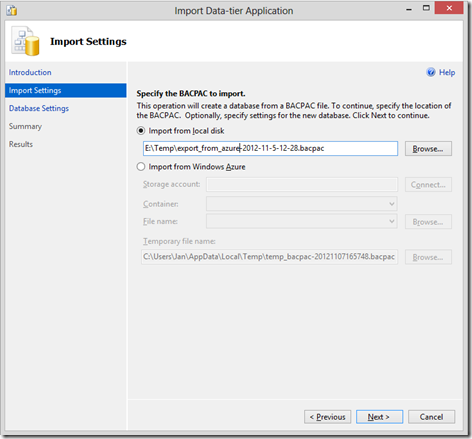 Import Data-tier Application
Import Settings
Introduction
Help
Import Settings
Database Settings
Summary
Results
Specify the BACPAC to import.
This operation will create a database from a BACPAC file. To continue, specify the location of
the BACPAC. Optionally, specify settings for the new database. Click Next to continue.
Import from local disk
E:\Temp\export_from_azure-2012-11-5-12-28.bacpac
Browse...
Import from Windows Azure
Storage account:
Connect...
Container:
File name:
Browse...
Temporary file name:
C:\Users\Jan\AppData\Local\Temp\temp_bacpac-20121107165748.bacpac
Browse...
< Previous
Next >
Cancel